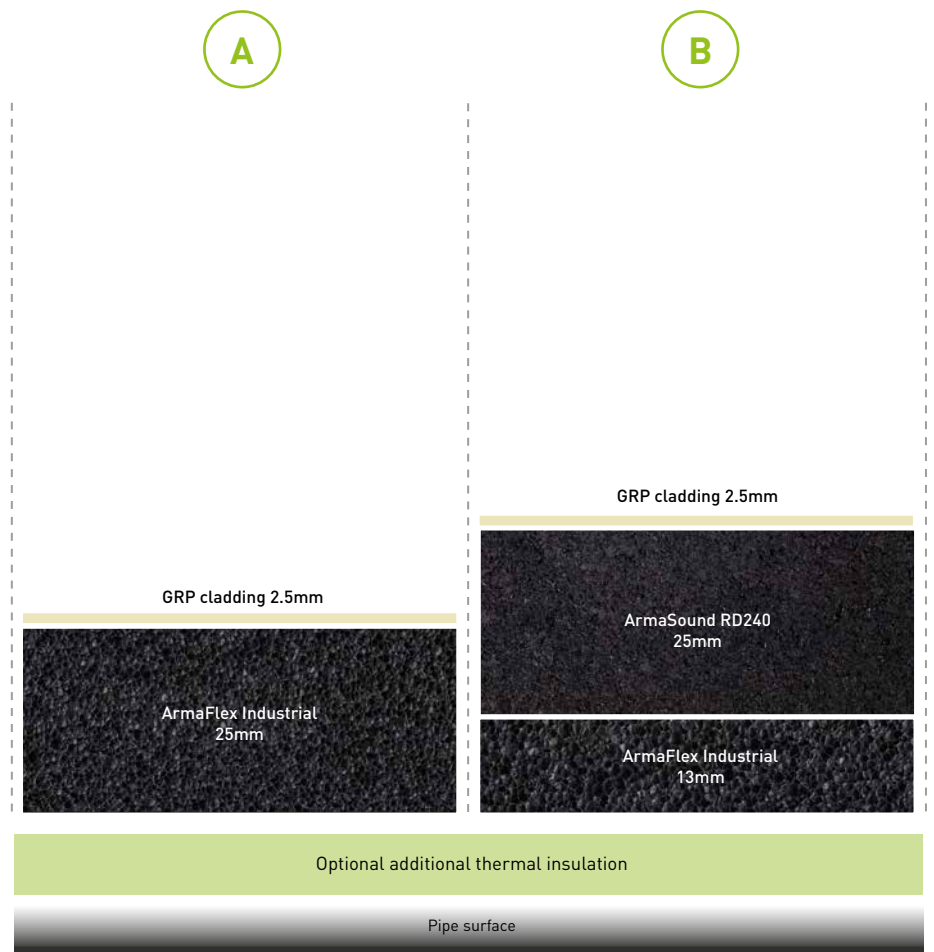 A
B
GRP cladding 2.5mm
ArmaSound RD240
25mm
ArmaFlex Industrial
13mm
GRP cladding 2.5mm
ArmaFlex Industrial
25mm
Optional additional thermal insulation
Pipe surface